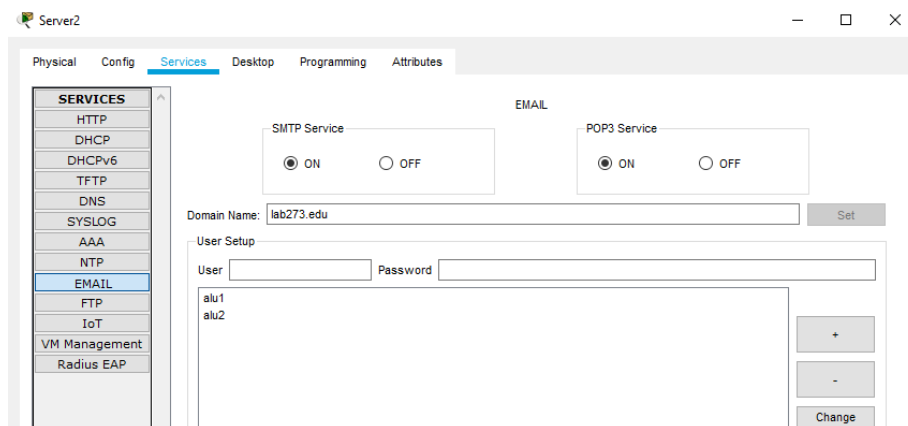 Server2
Physical Config Services Desktop Programming Attributes
SERVICES
HTTP
DHCP
DHCPv6
TFTP
DNS
SYSLOG
AAA
NTP
EMAIL
FTP
IoT
VM Management
Radius EAP
EMAIL
SMTP Service
ON OFF
POP3 Service
ON OFF
Domain Name: lab273.edu Set
User Setup
User Password
alu1
alu2
+
-
Change